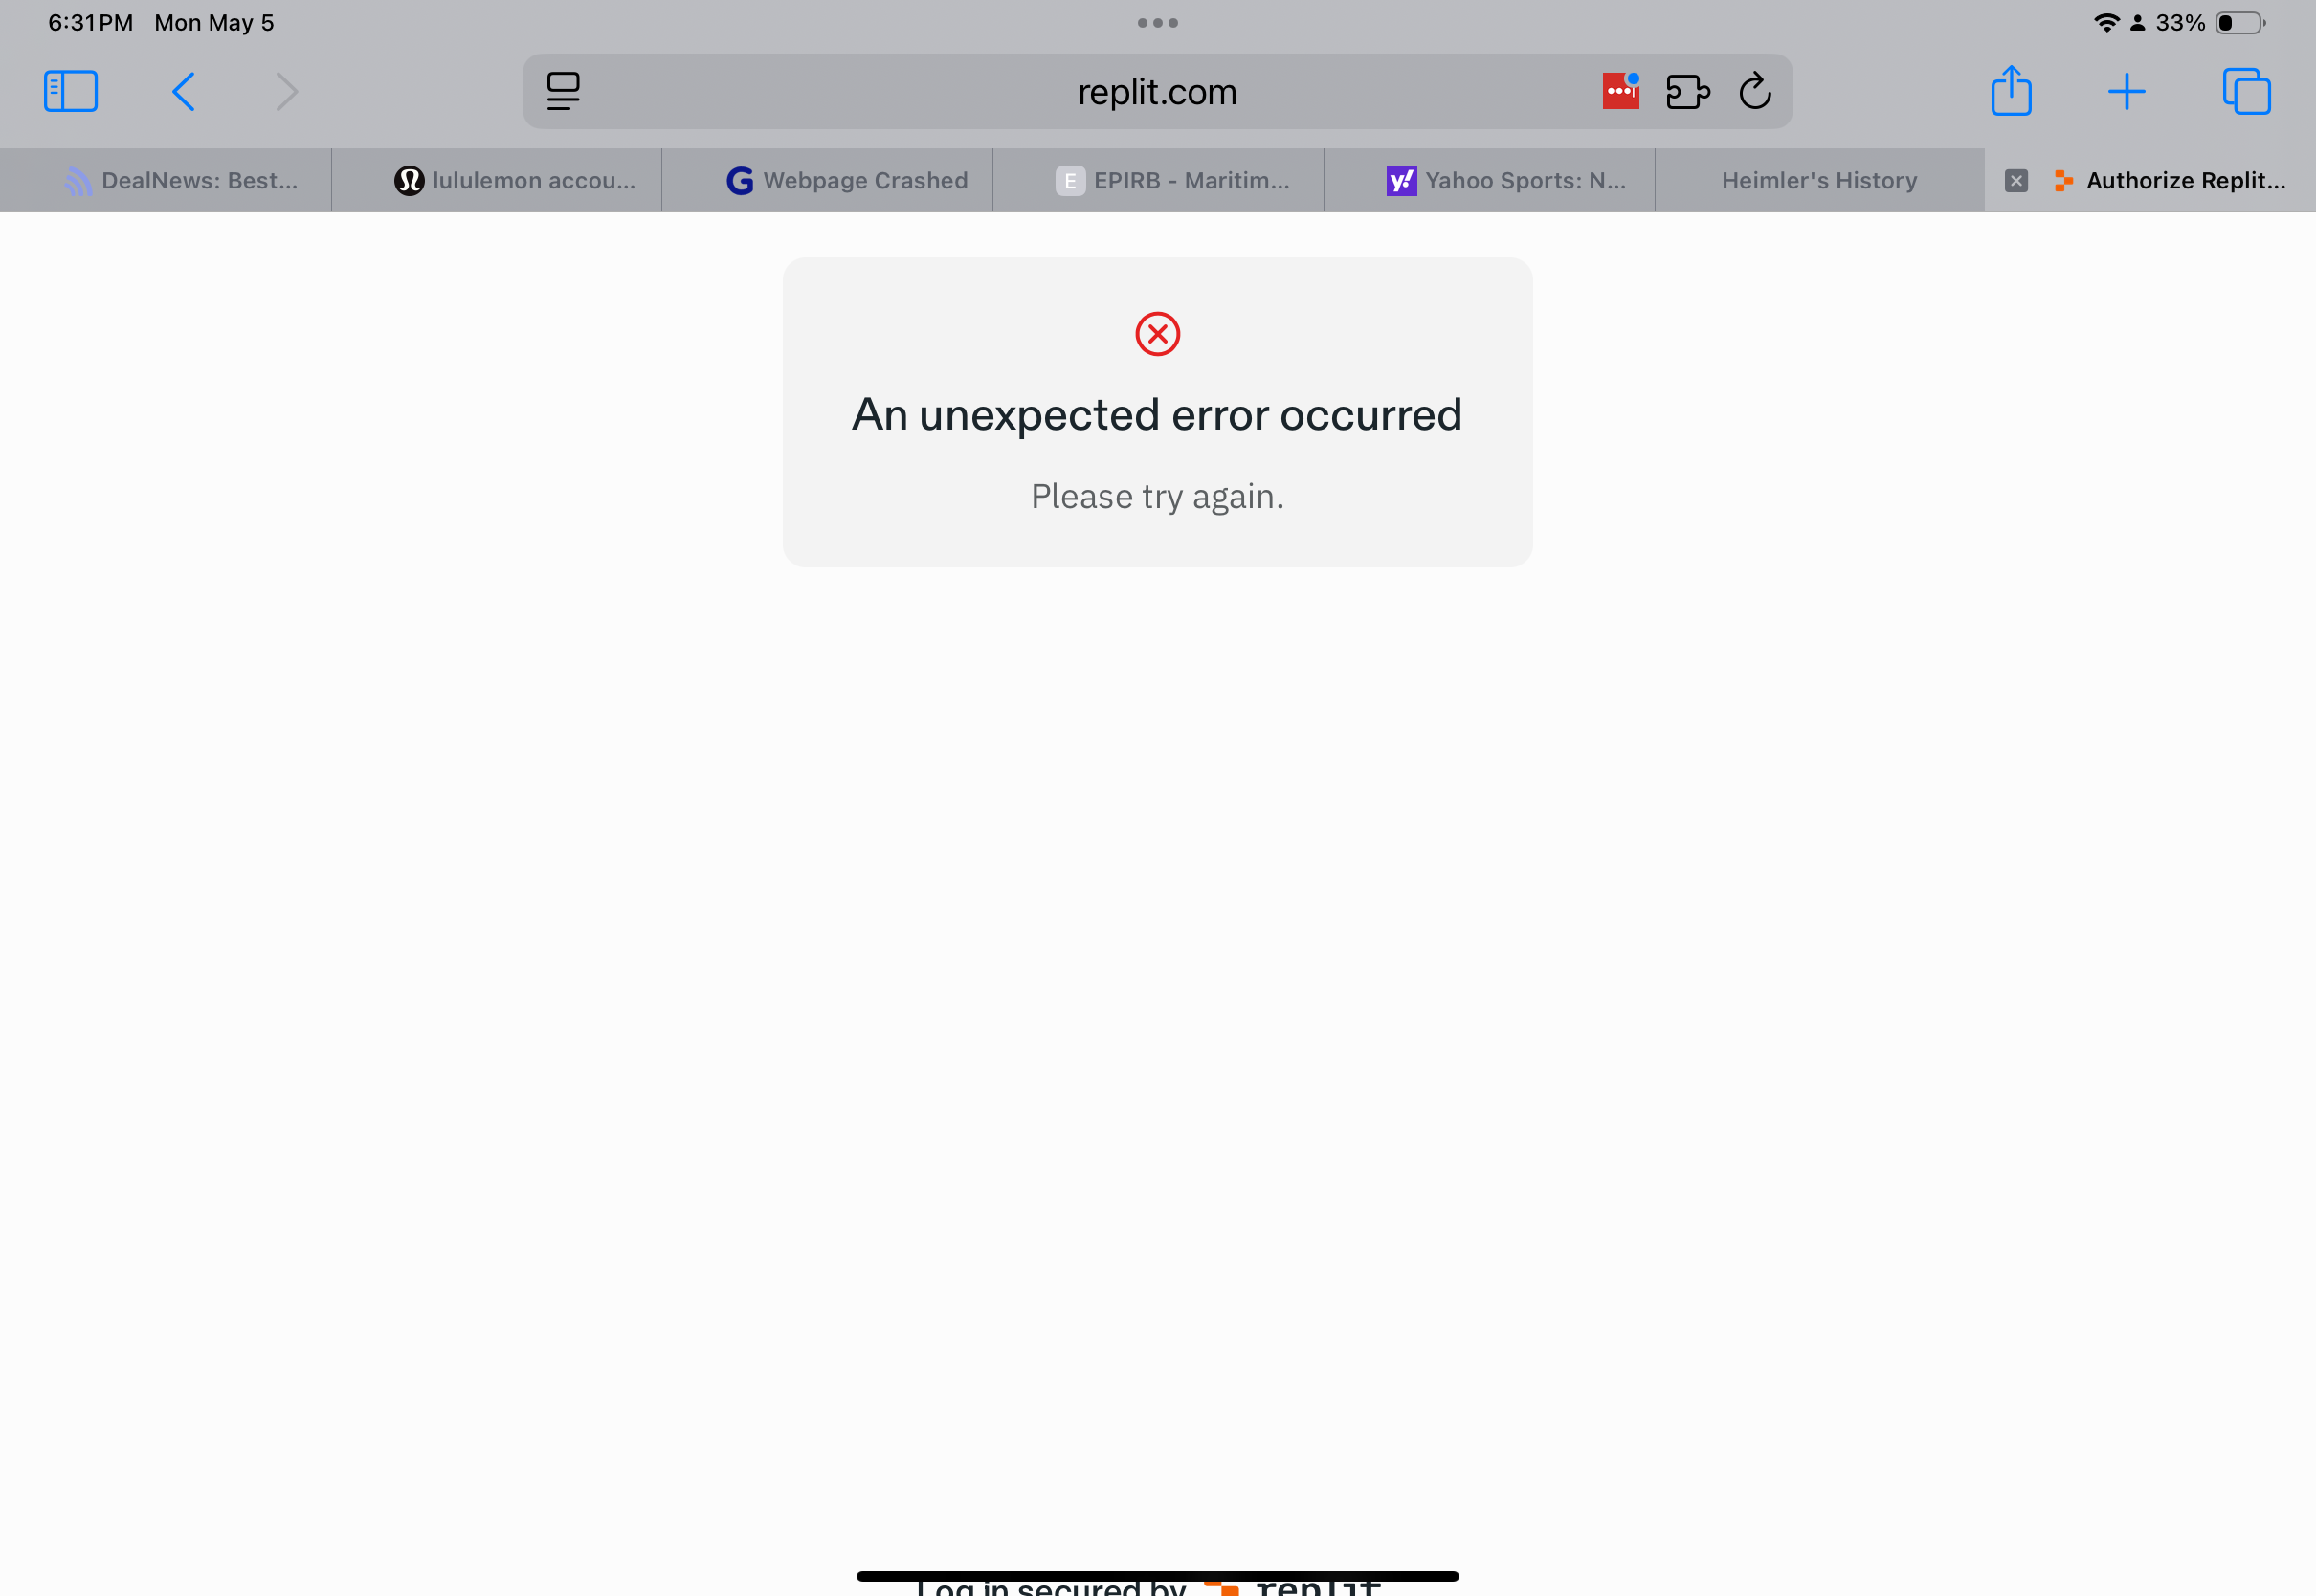 6:31 PM Mon May 5
33%
replit.com
DealNews: Best...
lululemon accou...
Webpage Crashed
E EPIRB - Maritim...
y! Yahoo Sports: N...
Heimler's History
Authorize Replit...
An unexpected error occurred
Please try again.
Log in secured by replit